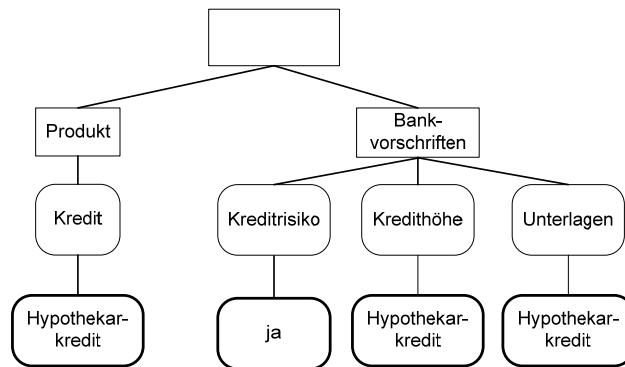 Produkt
Bank-
vorschriften
Kredit
Kreditrisiko
Kredithöhe
Unterlagen
Hypothekar-
kredit
ja
Hypothekar-
kredit
Hypothekar-
kredit